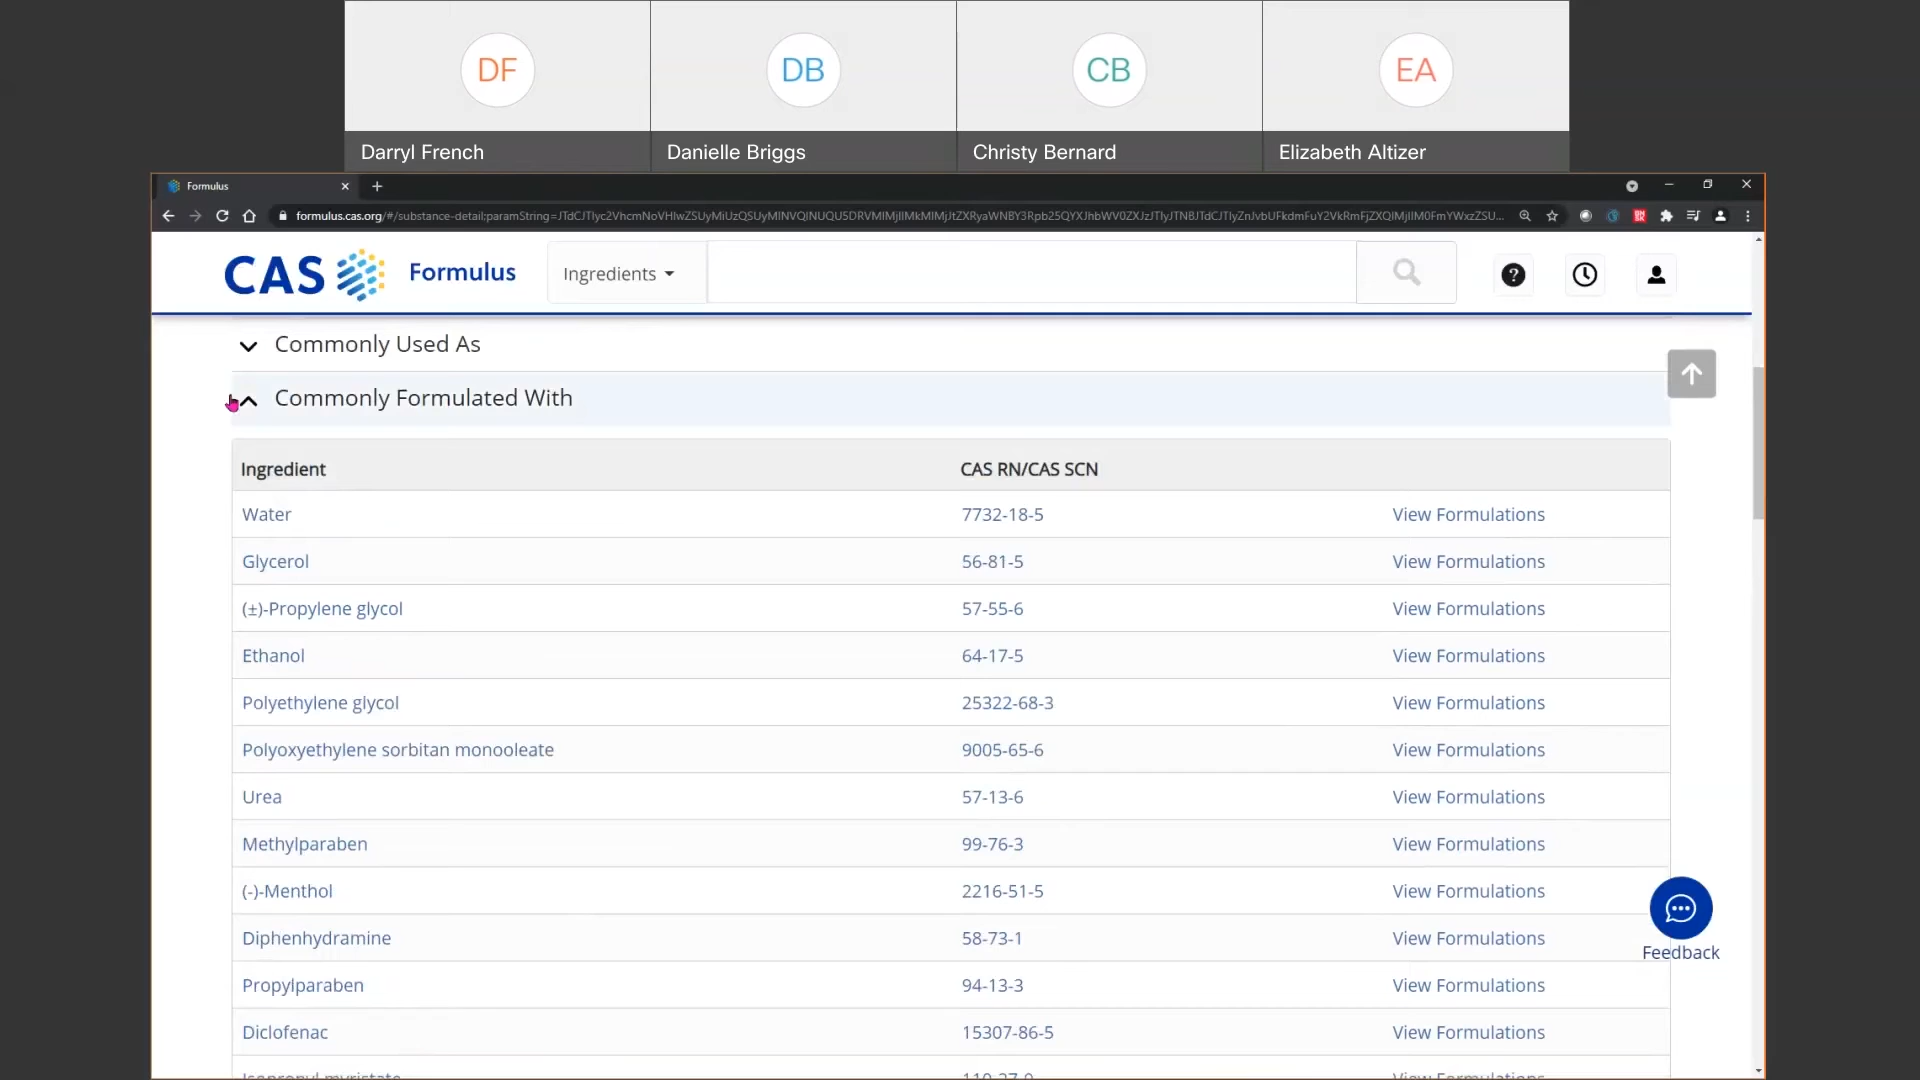 DF
DB
CB
EA
Darryl French
Danielle Briggs
Christy Bernard
Elizabeth Altizer
Formulus
CAS
Formulus
Ingredients
Commonly Used As
Commonly Formulated With
Ingredient CAS RN/CAS SCN
Water 7732-18-5 View Formulations
Glycerol 56-81-5 View Formulations
(±)-Propylene glycol 57-55-6 View Formulations
Ethanol 64-17-5 View Formulations
Polyethylene glycol 25322-68-3 View Formulations
Polyoxyethylene sorbitan monooleate 9005-65-6 View Formulations
Urea 57-13-6 View Formulations
Methylparaben 99-76-3 View Formulations
(-)-Menthol 2216-51-5 View Formulations
Diphenhydramine 58-73-1 View Formulations
Feedback
Propylparaben 94-13-3 View Formulations
Diclofenac 15307-86-5 View Formulations